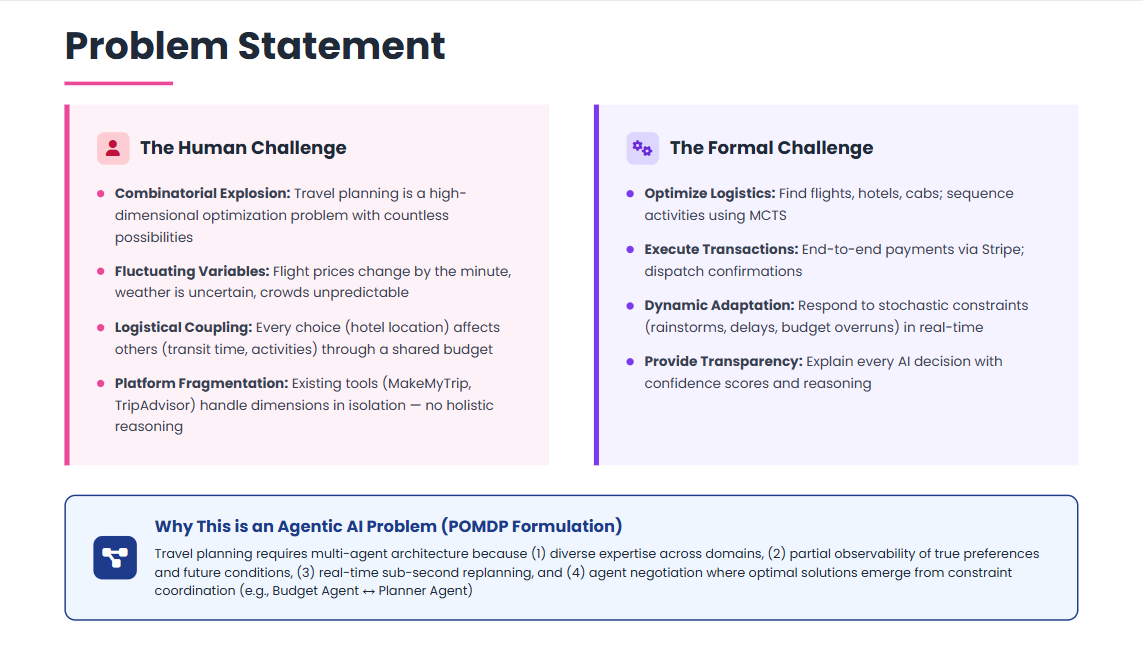 Problem Statement
The Human Challenge
Combinatorial Explosion: Travel planning is a high-
dimensional optimization problem with countless
possibilities
Fluctuating Variables: Flight prices change by the minute,
weather is uncertain, crowds unpredictable
Logistical Coupling: Every choice (hotel location) affects
others (transit time, activities) through a shared budget
Platform Fragmentation: Existing tools (MakeMyTrip,
TripAdvisor) handle dimensions in isolation — no holistic
reasoning
The Formal Challenge
Optimize Logistics: Find flights, hotels, cabs; sequence
activities using MCTS
Execute Transactions: End-to-end payments via Stripe;
dispatch confirmations
Dynamic Adaptation: Respond to stochastic constraints
(rainstorms, delays, budget overruns) in real-time
Provide Transparency: Explain every AI decision with
confidence scores and reasoning
Why This is an Agentic AI Problem (POMDP Formulation)
Travel planning requires multi-agent architecture because (1) diverse expertise across domains, (2) partial observability of true preferences
and future conditions, (3) real-time sub-second replanning, and (4) agent negotiation where optimal solutions emerge from constraint
coordination (e.g., Budget Agent ↔ Planner Agent)